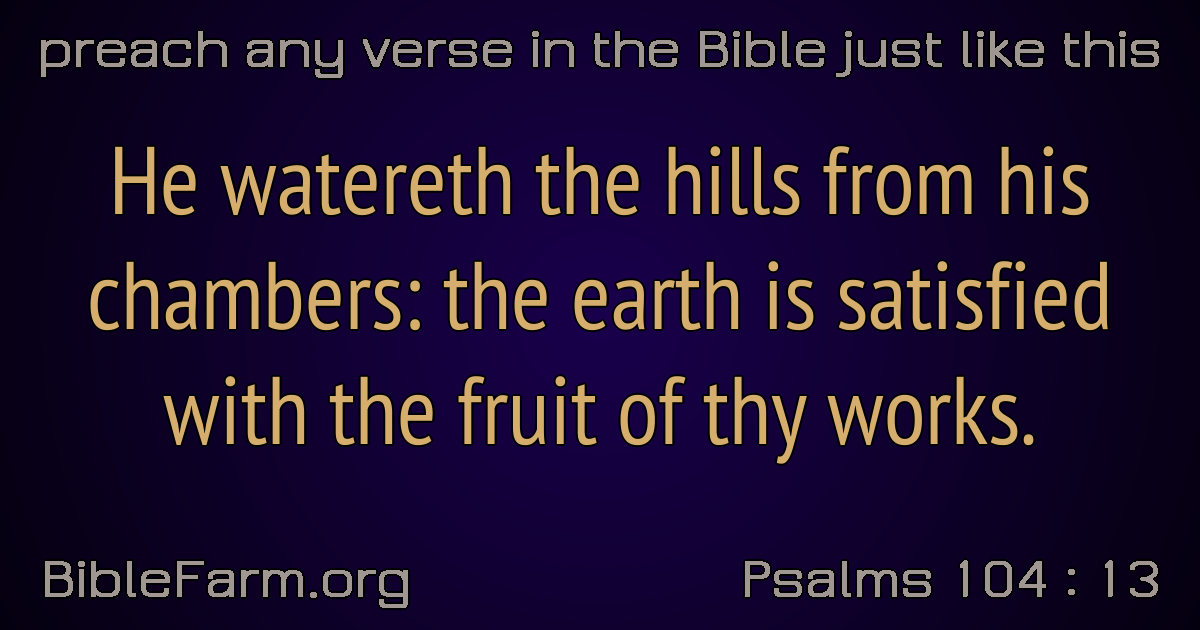 preach any verse in the Bible just like this
He watereth the hills from his
chambers: the earth is satisfied
with the fruit of thy works.
BibleFarm.org
Psalms 104 : 13